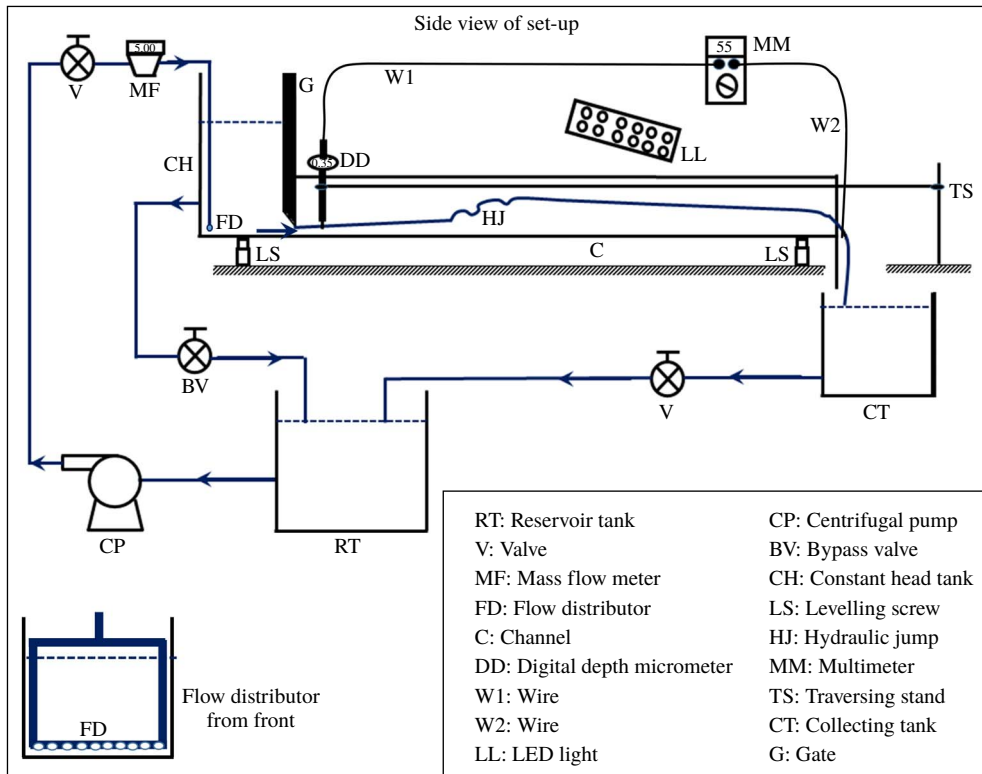 Side view of set-up
5.00
V
MF
G
W1
55
MM
W2
LL
CH
0.35
DD
TS
FD
HJ
LS
C
LS
BV
V
CT
CP
RT
RT: Reservoir tank
V: Valve
MF: Mass flow meter
FD: Flow distributor
C: Channel
DD: Digital depth micrometer
W1: Wire
W2: Wire
LL: LED light
CP: Centrifugal pump
BV: Bypass valve
CH: Constant head tank
LS: Levelling screw
HJ: Hydraulic jump
MM: Multimeter
TS: Traversing stand
CT: Collecting tank
G: Gate
FD
Flow distributor
from front